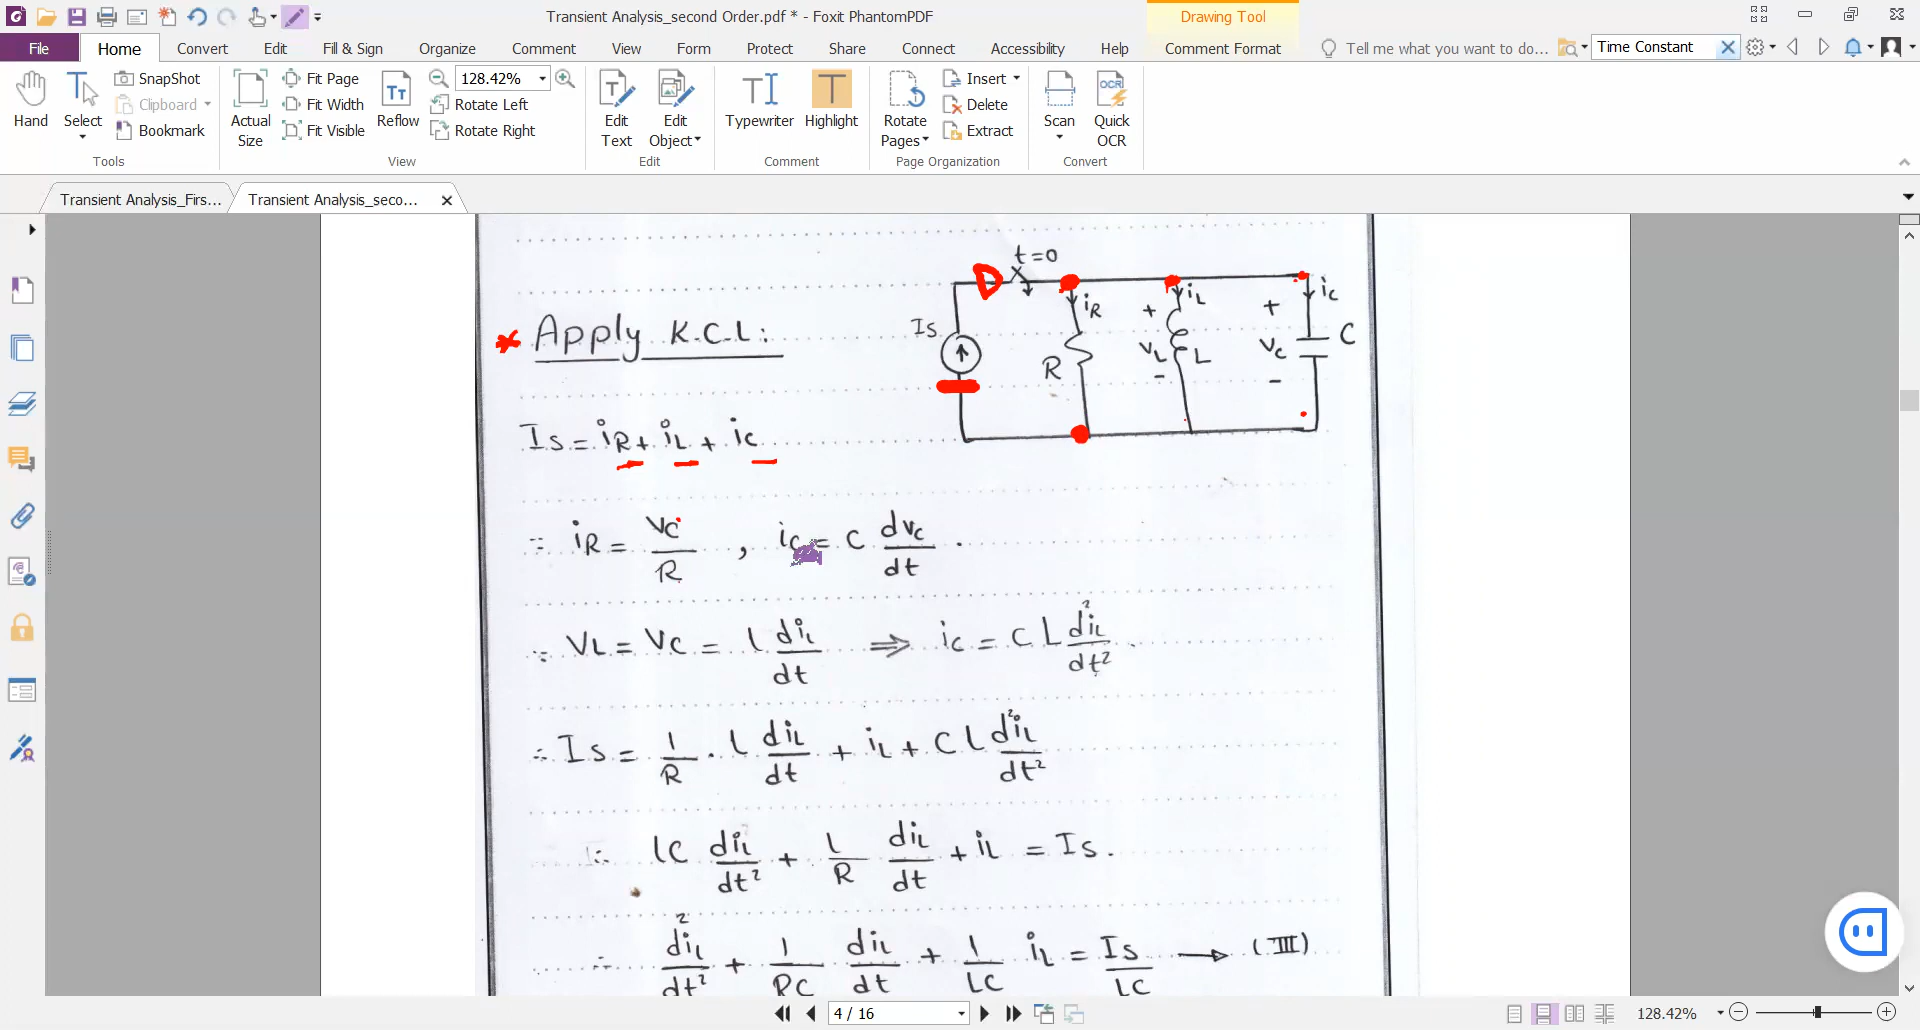 Transient Analysis_second Order.pdf * - Foxit PhantomPDF
Drawing Tool
File Home Convert Edit Fill & Sign Organize Comment View Form Protect Share Connect Accessibility Help Comment Format Tell me what you want to do... Time Constant
Hand
Select
SnapShot
Clipboard
Bookmark
Tools
Actual Size
Fit Page
Fit Width
Fit Visible
Reflow
128.42%
Rotate Left
Rotate Right
View
Edit Text
Edit Object
Edit
Typewriter
Highlight
Comment
Rotate Pages
Insert
Delete
Extract
Page Organization
Scan
Quick OCR
Convert
Transient Analysis_Firs... Transient Analysis_seco...
t=0
Is iR R + VL - iL L + Vc - ic C
* Apply K.C.L:
Is = iR + iL + ic
∵ iR = Vc/R , ic = C dvc/dt .
∵ VL = Vc = L diL/dt ⇒ ic = C L d²iL/dt² .
∴ Is = 1/R . L diL/dt + iL + C L d²iL/dt²
∴ LC diL/dt² + L/R diL/dt + iL = Is .
∴ d²iL/dt² + 1/RC diL/dt + 1/LC iL = Is/LC → (III)
4 / 16
128.42%